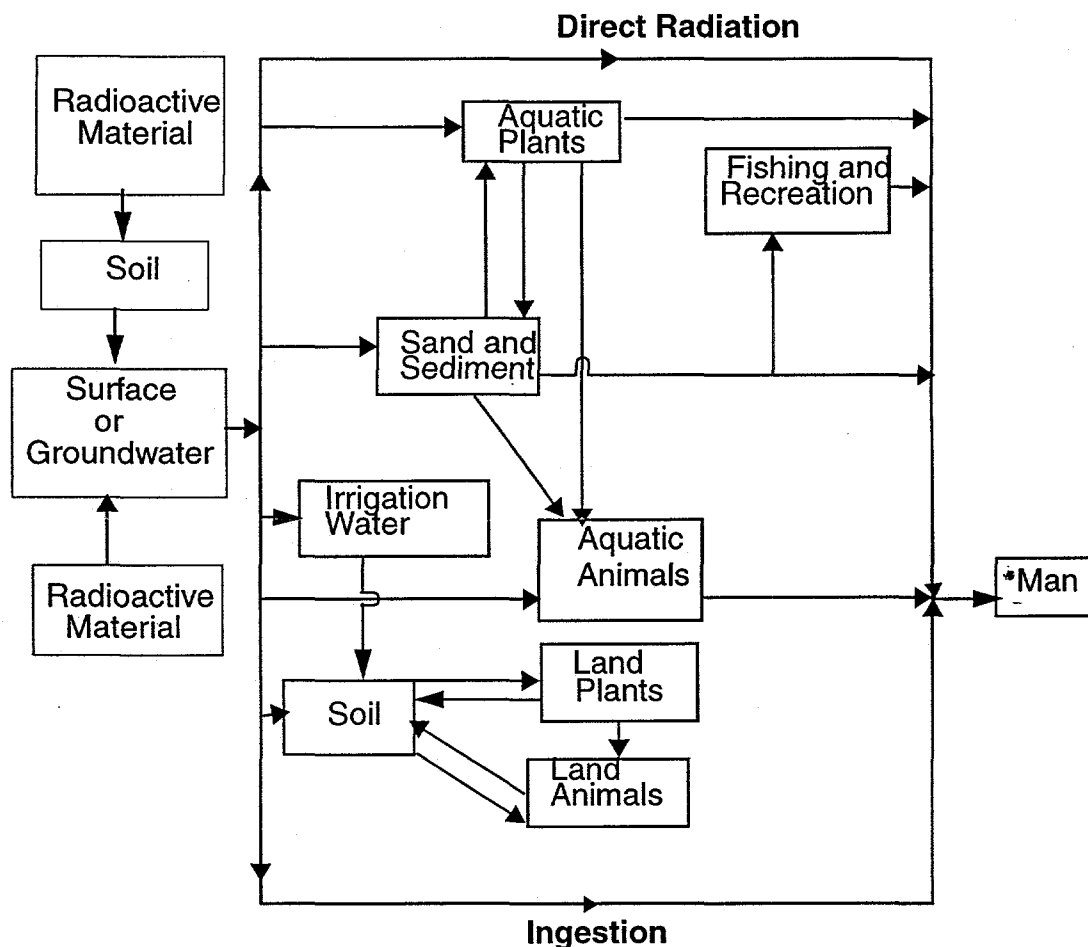 Direct Radiation
Radioactive
Material
Aquatic
Plants
Fishing and
Recreation
Soil
Sand and
Sediment
Surface
or
Groundwater
Irrigation
Water
Aquatic
Animals
Man
Radioactive
Material
Land
Plants
Soil
Land
Animals
Ingestion